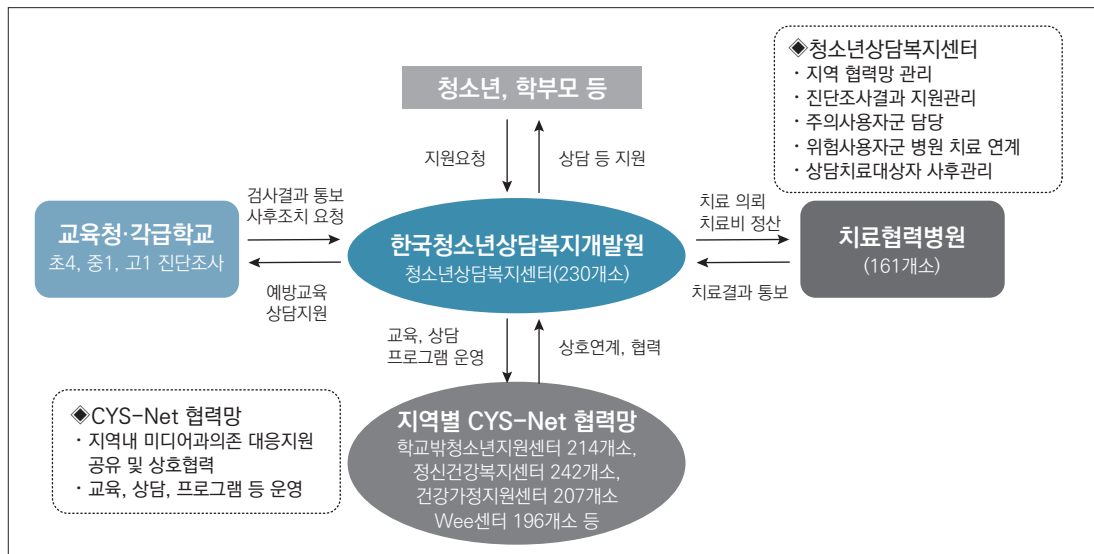 ◈청소년상담복지센터
· 지역 협력망 관리
· 진단조사결과 지원관리
· 주의사용자군 담당
· 위험사용자군 병원 치료 연계
· 상담치료대상자 사후관리
청소년, 학부모 등
지원요청
상담 등 지원
교육청·각급학교
초4, 중1, 고1 진단조사
검사결과 통보
사후조치 요청
예방교육
상담지원
한국청소년상담복지개발원
청소년상담복지센터(230개소)
치료 의뢰
치료비 정산
치료결과 통보
치료협력병원
(161개소)
교육, 상담
프로그램 운영
상호연계, 협력
◈CYS-Net 협력망
· 지역내 미디어과의존 대응지원
공유 및 상호협력
· 교육, 상담, 프로그램 등 운영
지역별 CYS-Net 협력망
학교밖청소년지원센터 214개소,
정신건강복지센터 242개소,
건강가정지원센터 207개소
Wee센터 196개소 등